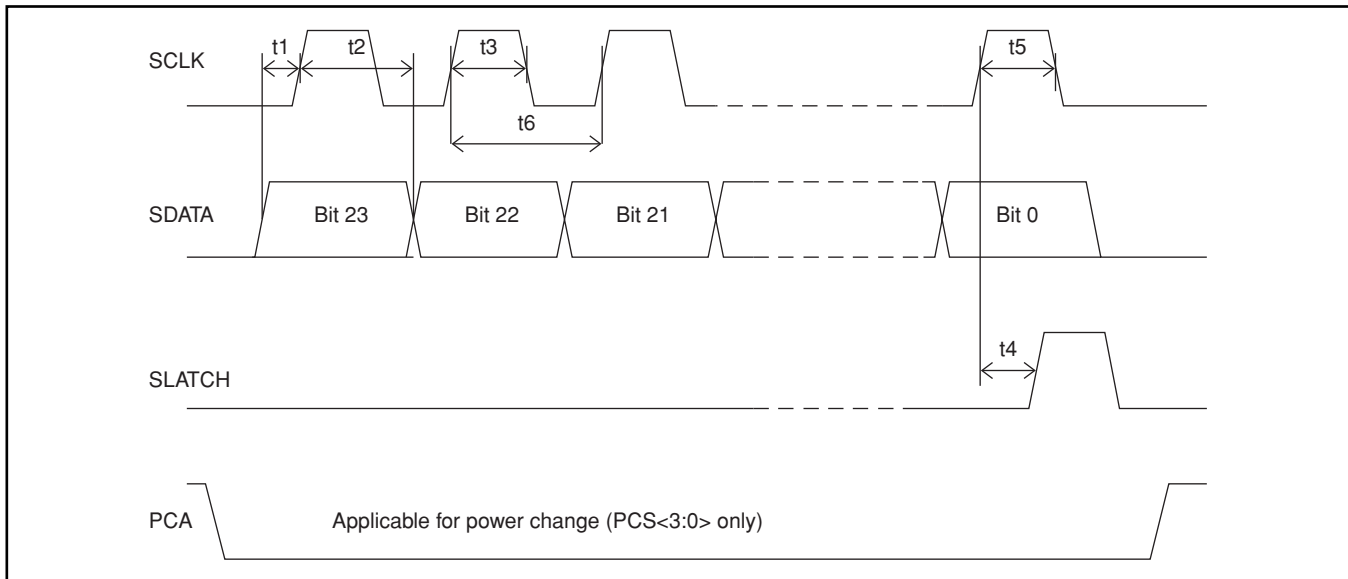 t1
t2
t3
t5
SCLK
t6
SDATA
Bit 23
Bit 22
Bit 21
Bit 0
t4
SLATCH
PCA
Applicable for power change (PCS<3:0> only)